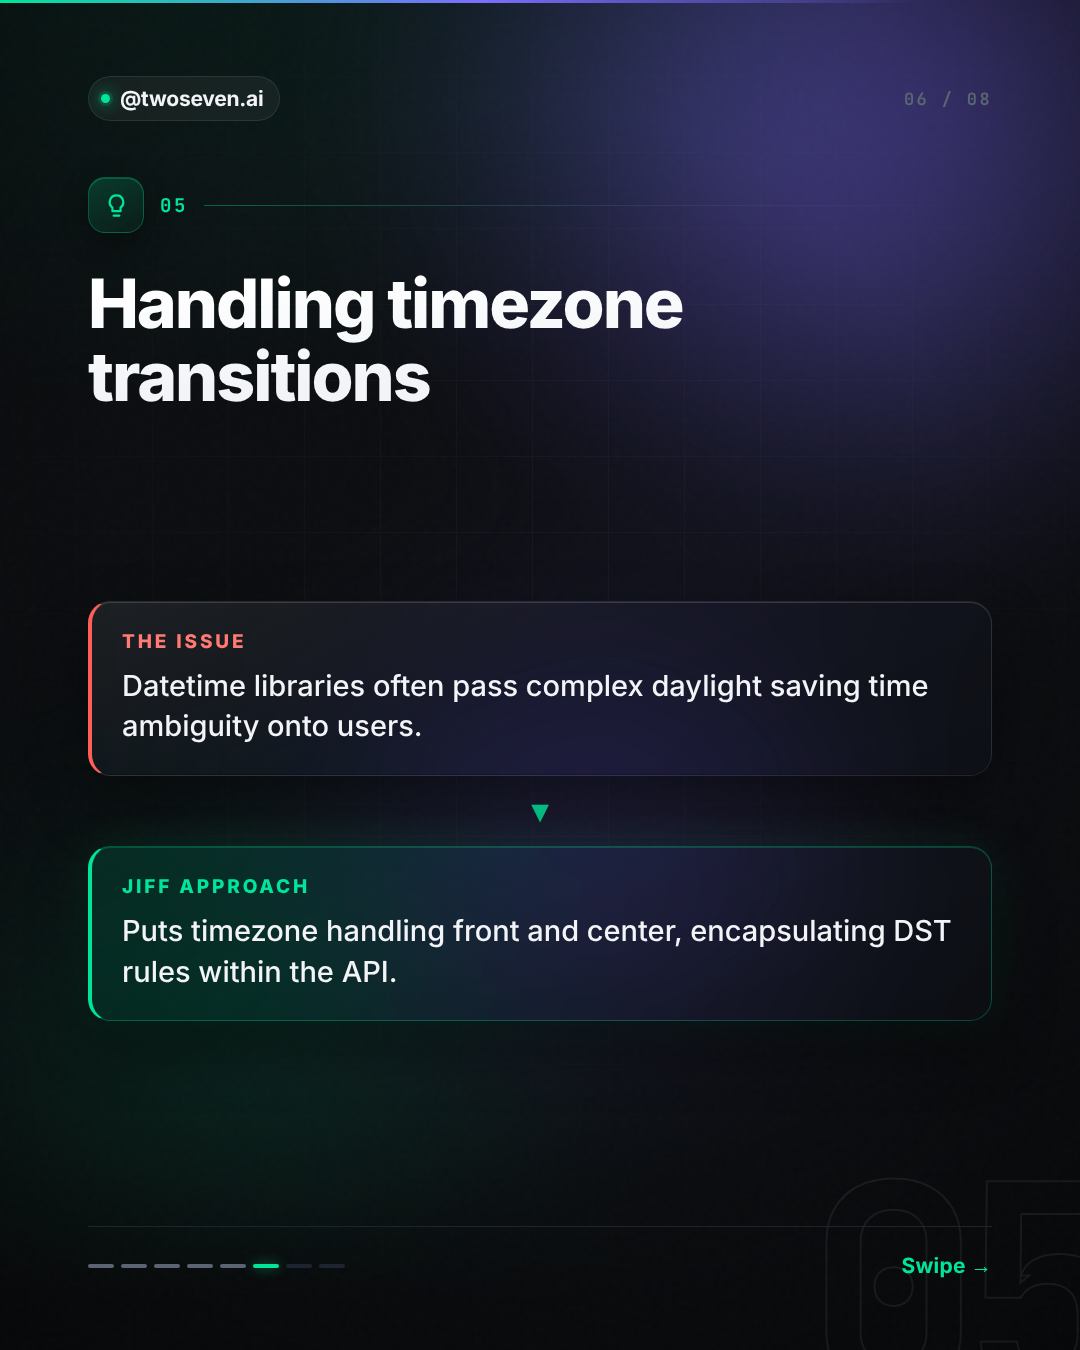 @twoseven.ai
06 / 08
05
Handling timezone
transitions
THE ISSUE
Datetime libraries often pass complex daylight saving time
ambiguity onto users.
▼
JIFF APPROACH
Puts timezone handling front and center, encapsulating DST
rules within the API.
05
Swipe →